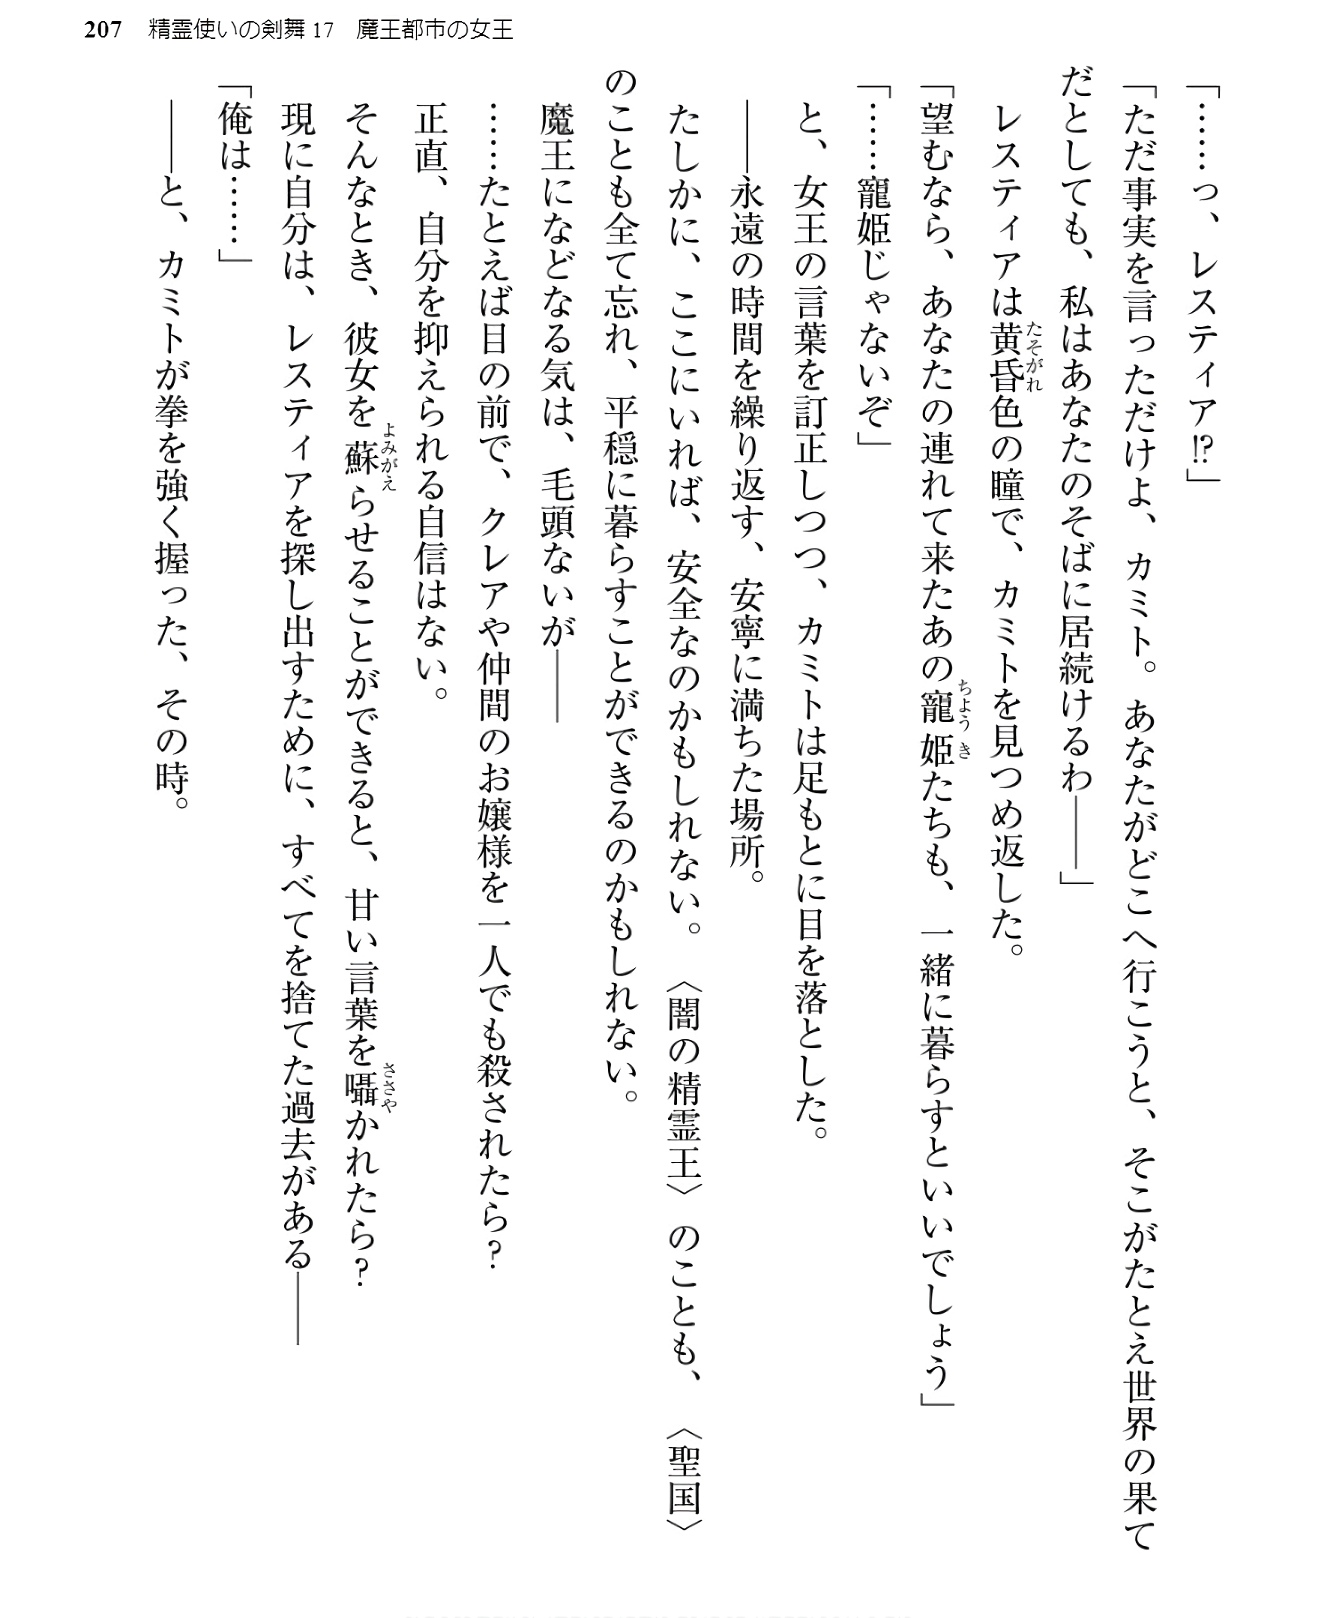 207 精霊使いの剣舞17 魔王都市の女王
「……っ、レスティア!?」
「ただ事実を言っただけよ、カミト。あなたがどこへ行こうと、そこがたとえ世界の果て
だとしても、私はあなたのそばに居続けるわ――」
レスティアは黄昏色の瞳で、カミトを見つめ返した。
「望むなら、あなたの連れて来たあの寵姫たちも、一緒に暮らすといいでしょう」
「……寵姫じゃないぞ」
と、女王の言葉を訂正しつつ、カミトは足もとに目を落とした。
――永遠の時間を繰り返す、安寧に満ちた場所。
たしかに、ここにいれば、安全なのかもしれない。〈闇の精霊王〉のことも、〈聖国〉
のことも全て忘れ、平穏に暮らすことができるのかもしれない。
魔王になどなる気は、毛頭ないが――
……たとえば目の前で、クレアや仲間のお嬢様を一人でも殺されたら?
正直、自分を抑えられる自信はない。
そんなとき、彼女を蘇らせることができると、甘い言葉を囁かれたら?
現に自分は、レスティアを探し出すために、すべてを捨てた過去がある――
「俺は……」
――と、カミトが拳を強く握った、その時。